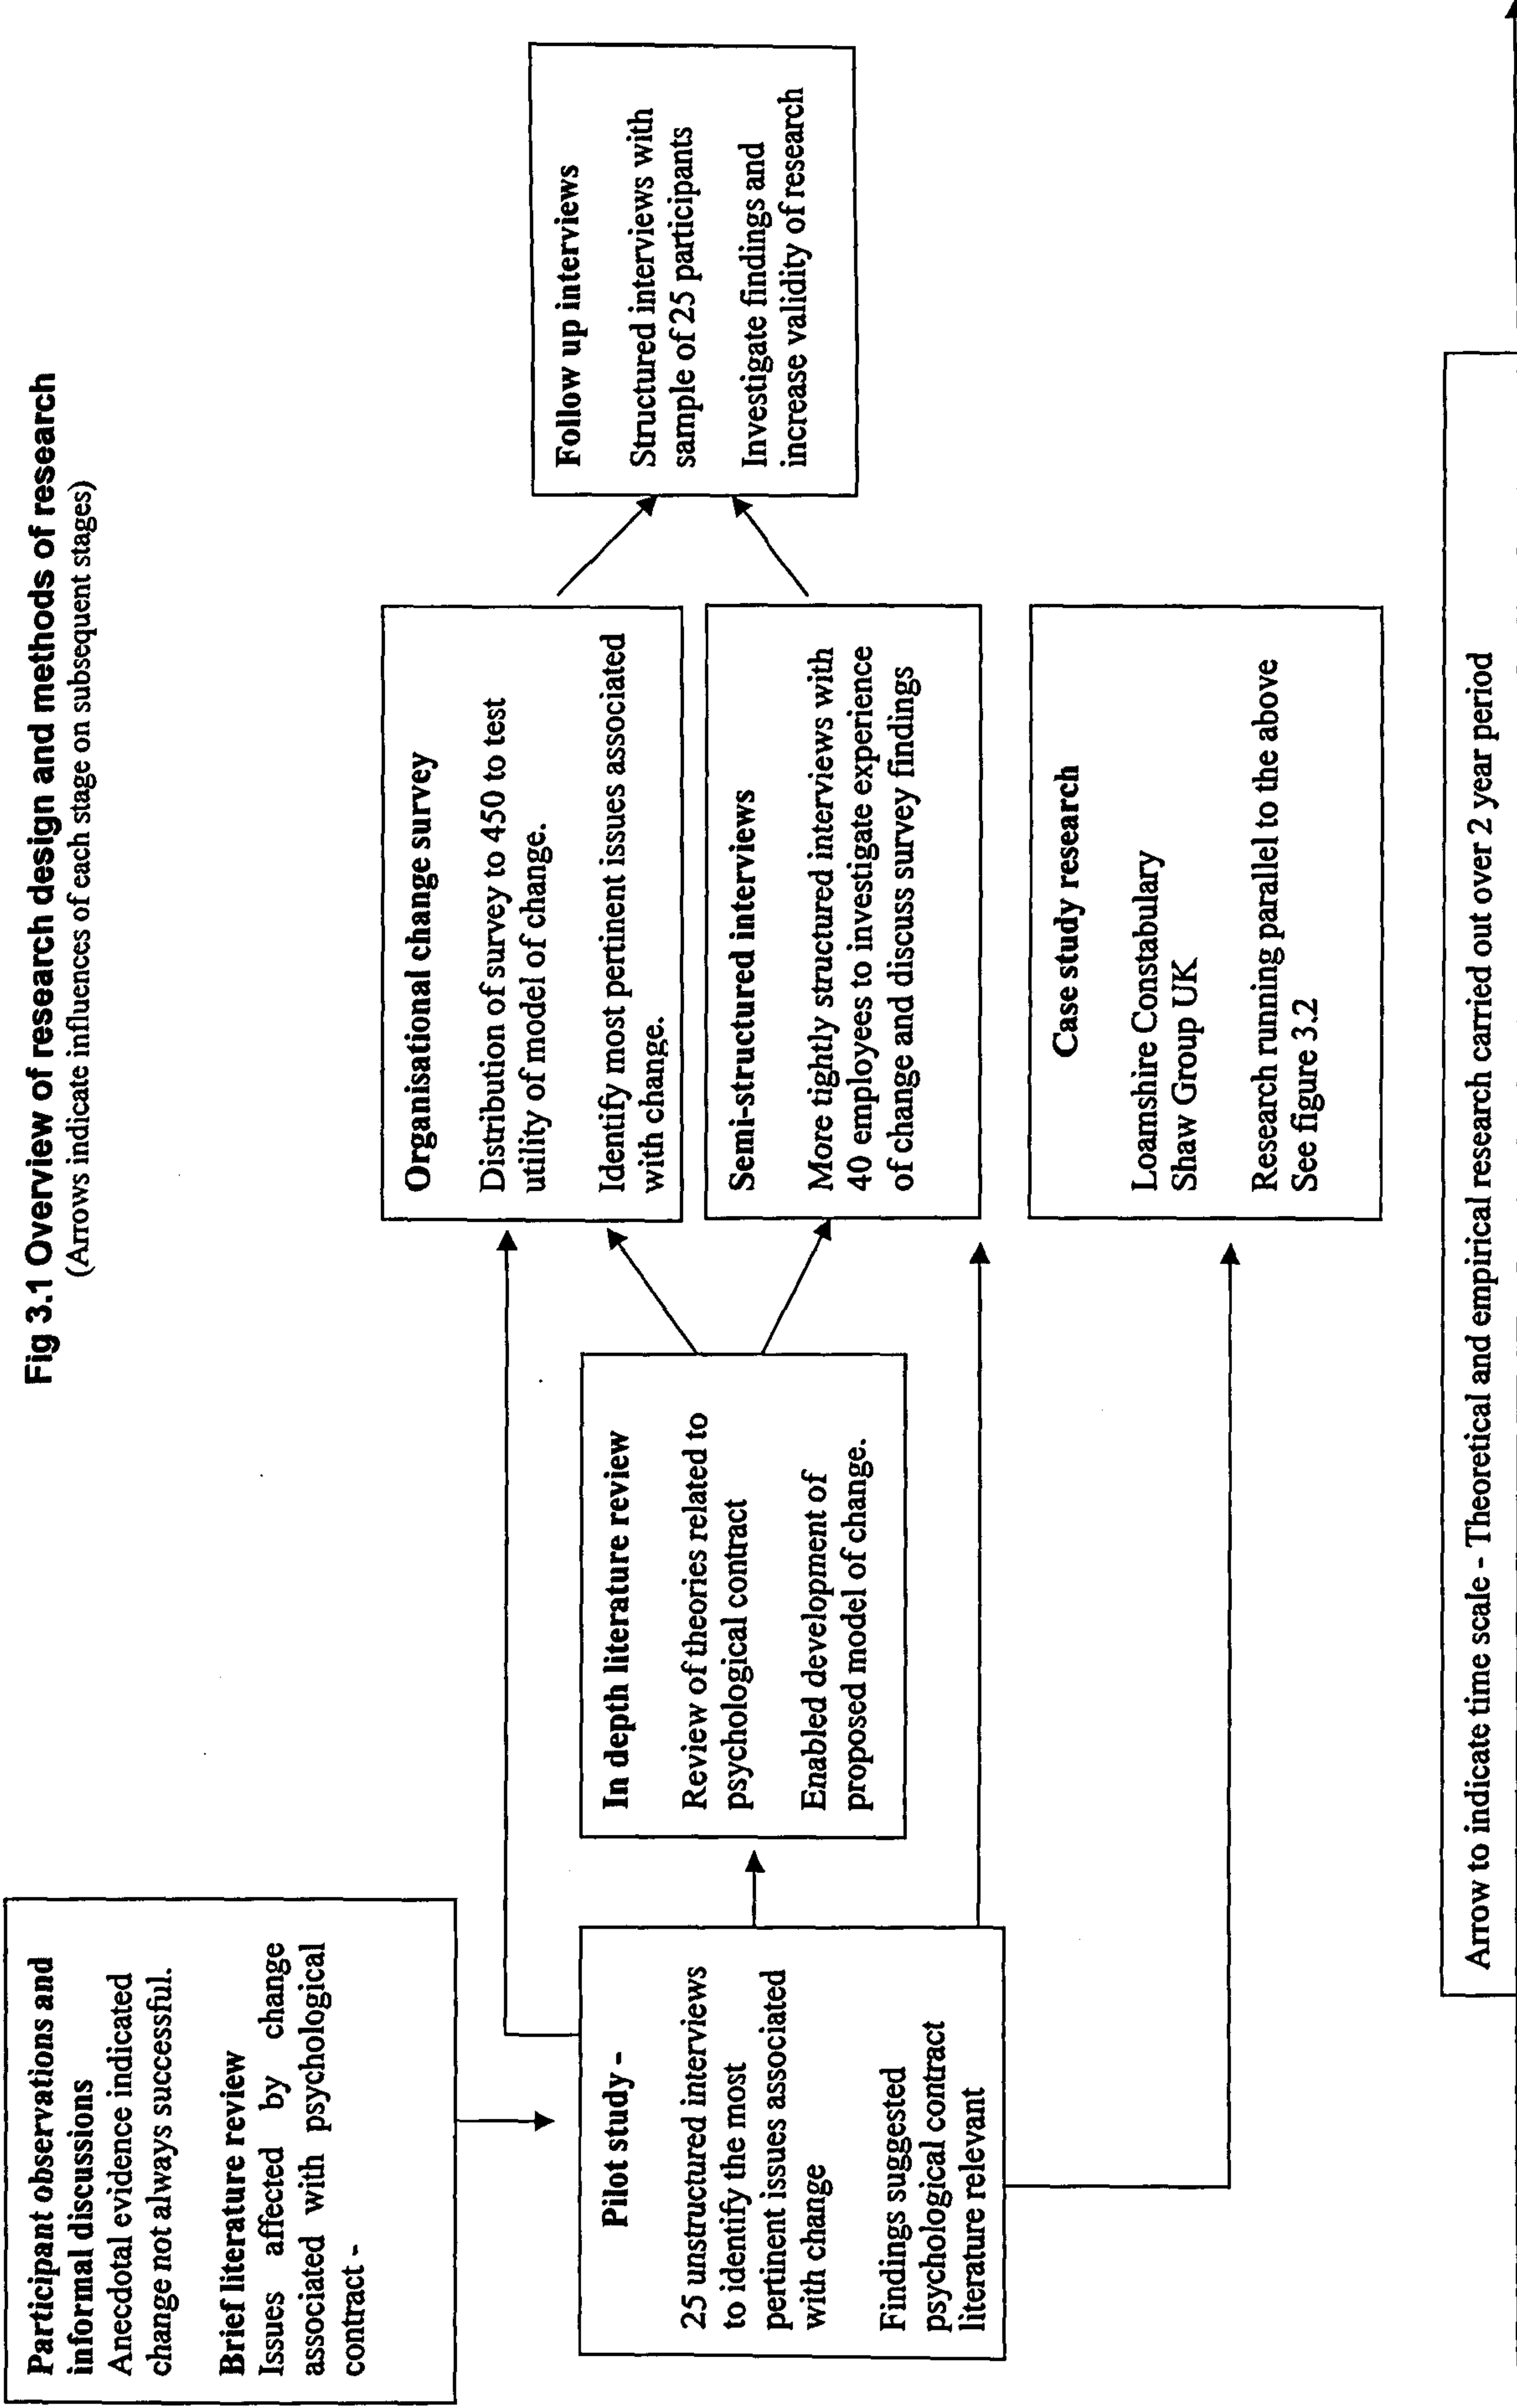 Fig 3.1 Overview of research design and methods of research
(Arrows indicate influences of each stage on subsequent stages)
Participant observations and
informal discussions
Anecdotal evidence indicated
change not always successful.
Brief literature review
Issues affected by change
associated with psychological
contract -
Pilot study -
25 unstructured interviews
to identify the most
pertinent issues associated
with change
Findings suggested
psychological contract
literature relevant
In depth literature review
Review of theories related to
psychological contract
Enabled development of
proposed model of change.
Organisational change survey
Distribution of survey to 450 to test
utility of model of change.
Identify most pertinent issues associated
with change.
Semi-structured interviews
More tightly structured interviews with
40 employees to investigate experience
of change and discuss survey findings
Case study research
Loamshire Constabulary
Shaw Group UK
Research running parallel to the above
See figure 3.2
Follow up interviews
Structured interviews with
sample of 25 participants
Investigate findings and
increase validity of research
Arrow to indicate time scale - Theoretical and empirical research carried out over 2 year period